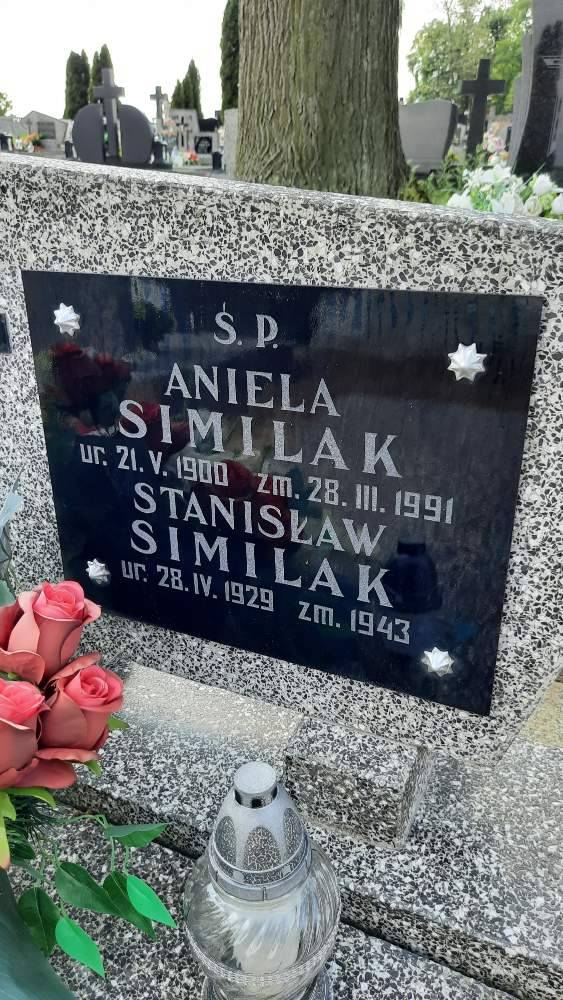 Ś. P.
ANIELA
SIMILAK
ur. 21. V. 1900 zm. 28. III. 1991
STANISŁAW
SIMILAK
ur. 28. IV. 1929 zm. 1943